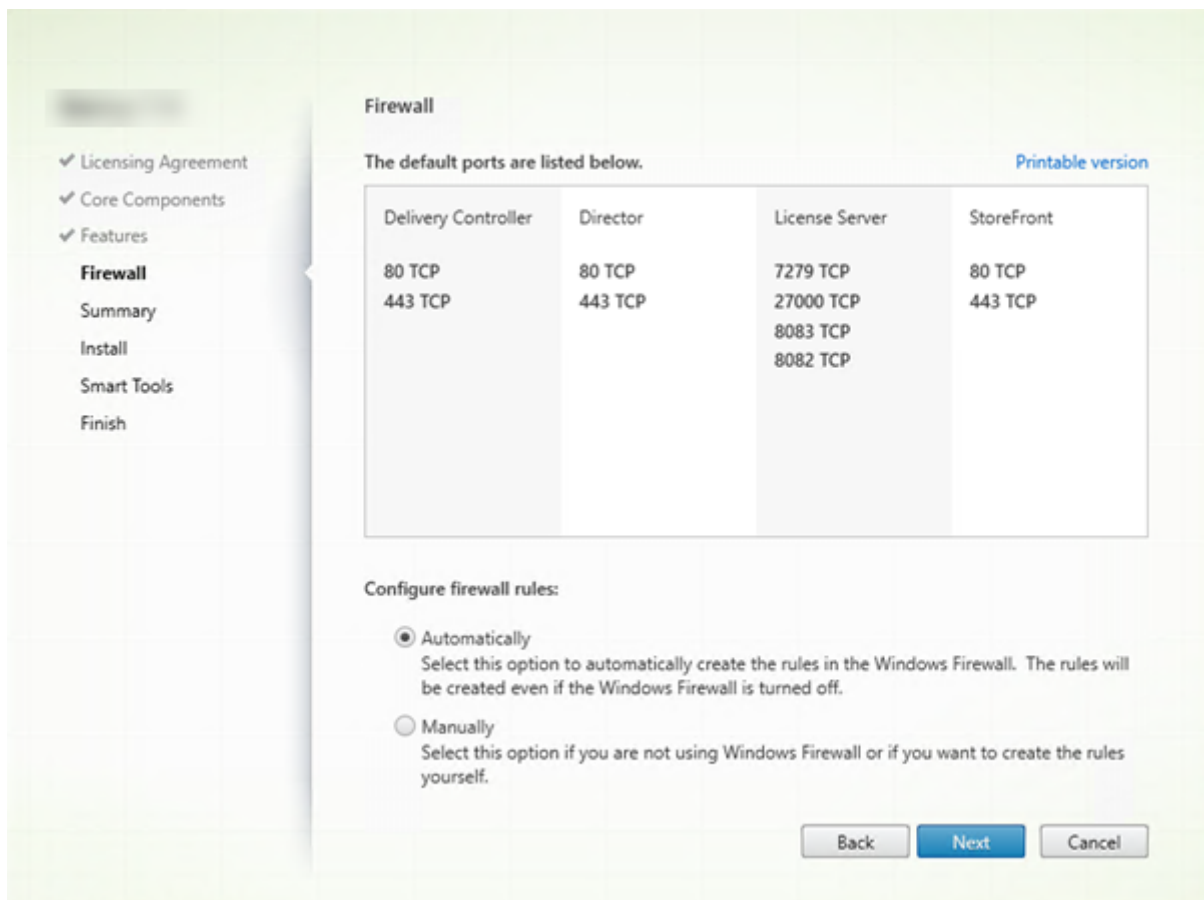 Firewall
Licensing Agreement
Core Components
Features
Firewall
Summary
Install
Smart Tools
Finish
The default ports are listed below.
Printable version
Delivery Controller
80 TCP
443 TCP
Director
80 TCP
443 TCP
License Server
7279 TCP
27000 TCP
8083 TCP
8082 TCP
StoreFront
80 TCP
443 TCP
Configure firewall rules:
Automatically
Select this option to automatically create the rules in the Windows Firewall. The rules will
be created even if the Windows Firewall is turned off.
Manually
Select this option if you are not using Windows Firewall or if you want to create the rules
yourself.
Back
Next
Cancel